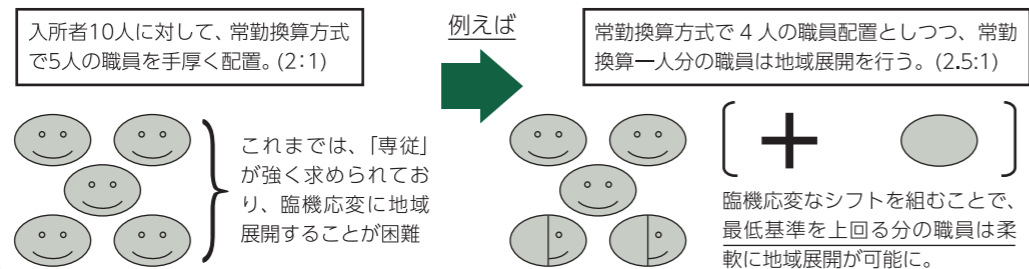 入所者10人に対して、常勤換算方式
で5人の職員を手厚く配置。(2：1)
例えば
常勤換算方式で４人の職員配置としつつ、常勤
換算一人分の職員は地域展開を行う。(2.5:1)
これまでは、「専従」
が強く求められてお
り、臨機応変に地域
展開することが困難
臨機応変なシフトを組むことで、
最低基準を上回る分の職員は柔
軟に地域展開が可能に。